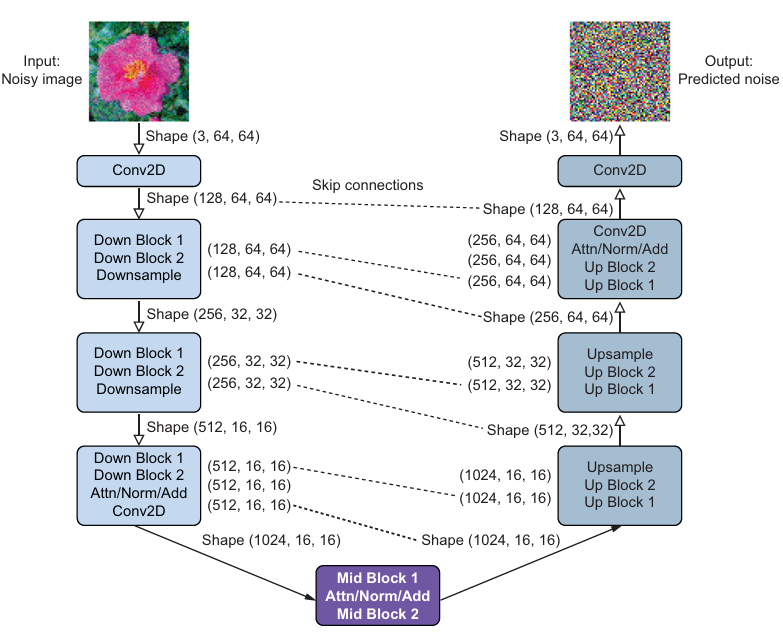 Input:
Noisy image
Output:
Predicted noise
Shape (3, 64, 64)
Shape (3, 64, 64)
Conv2D
Conv2D
Skip connections
Shape (128, 64, 64)
Shape (128, 64, 64)
Down Block 1
Down Block 2
Downsample
(128, 64, 64)
(128, 64, 64)
(256, 64, 64)
(256, 64, 64)
(256, 64, 64)
Conv2D
Attn/Norm/Add
Up Block 2
Up Block 1
Shape (256, 32, 32)
Shape (256, 64, 64)
Down Block 1
Down Block 2
Downsample
(256, 32, 32)
(256, 32, 32)
(512, 32, 32)
(512, 32, 32)
Upsample
Up Block 2
Up Block 1
Shape (512, 16, 16)
Shape (512, 32,32)
Down Block 1
Down Block 2
Attn/Norm/Add
Conv2D
(512, 16, 16)
(512, 16, 16)
(512, 16, 16)
(1024, 16, 16)
(1024, 16, 16)
Upsample
Up Block 2
Up Block 1
Shape (1024, 16, 16)
Shape (1024, 16, 16)
Mid Block 1
Attn/Norm/Add
Mid Block 2